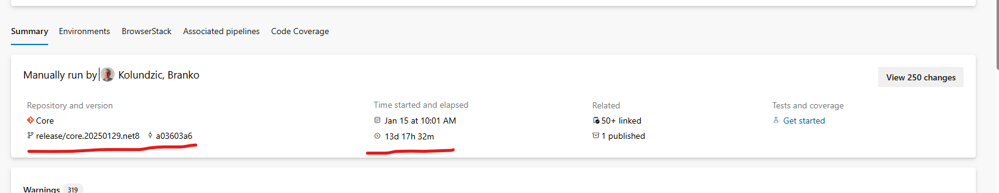 Summary Environments BrowserStack Associated pipelines Code Coverage
Manually run by Kolundzic, Branko
View 250 changes
Repository and version Time started and elapsed Related Tests and coverage
Core Jan 15 at 10:01 AM 50+ linked Get started
release/core.20250129.net8 a03603a6 13d 17h 32m 1 published
Warnings 319